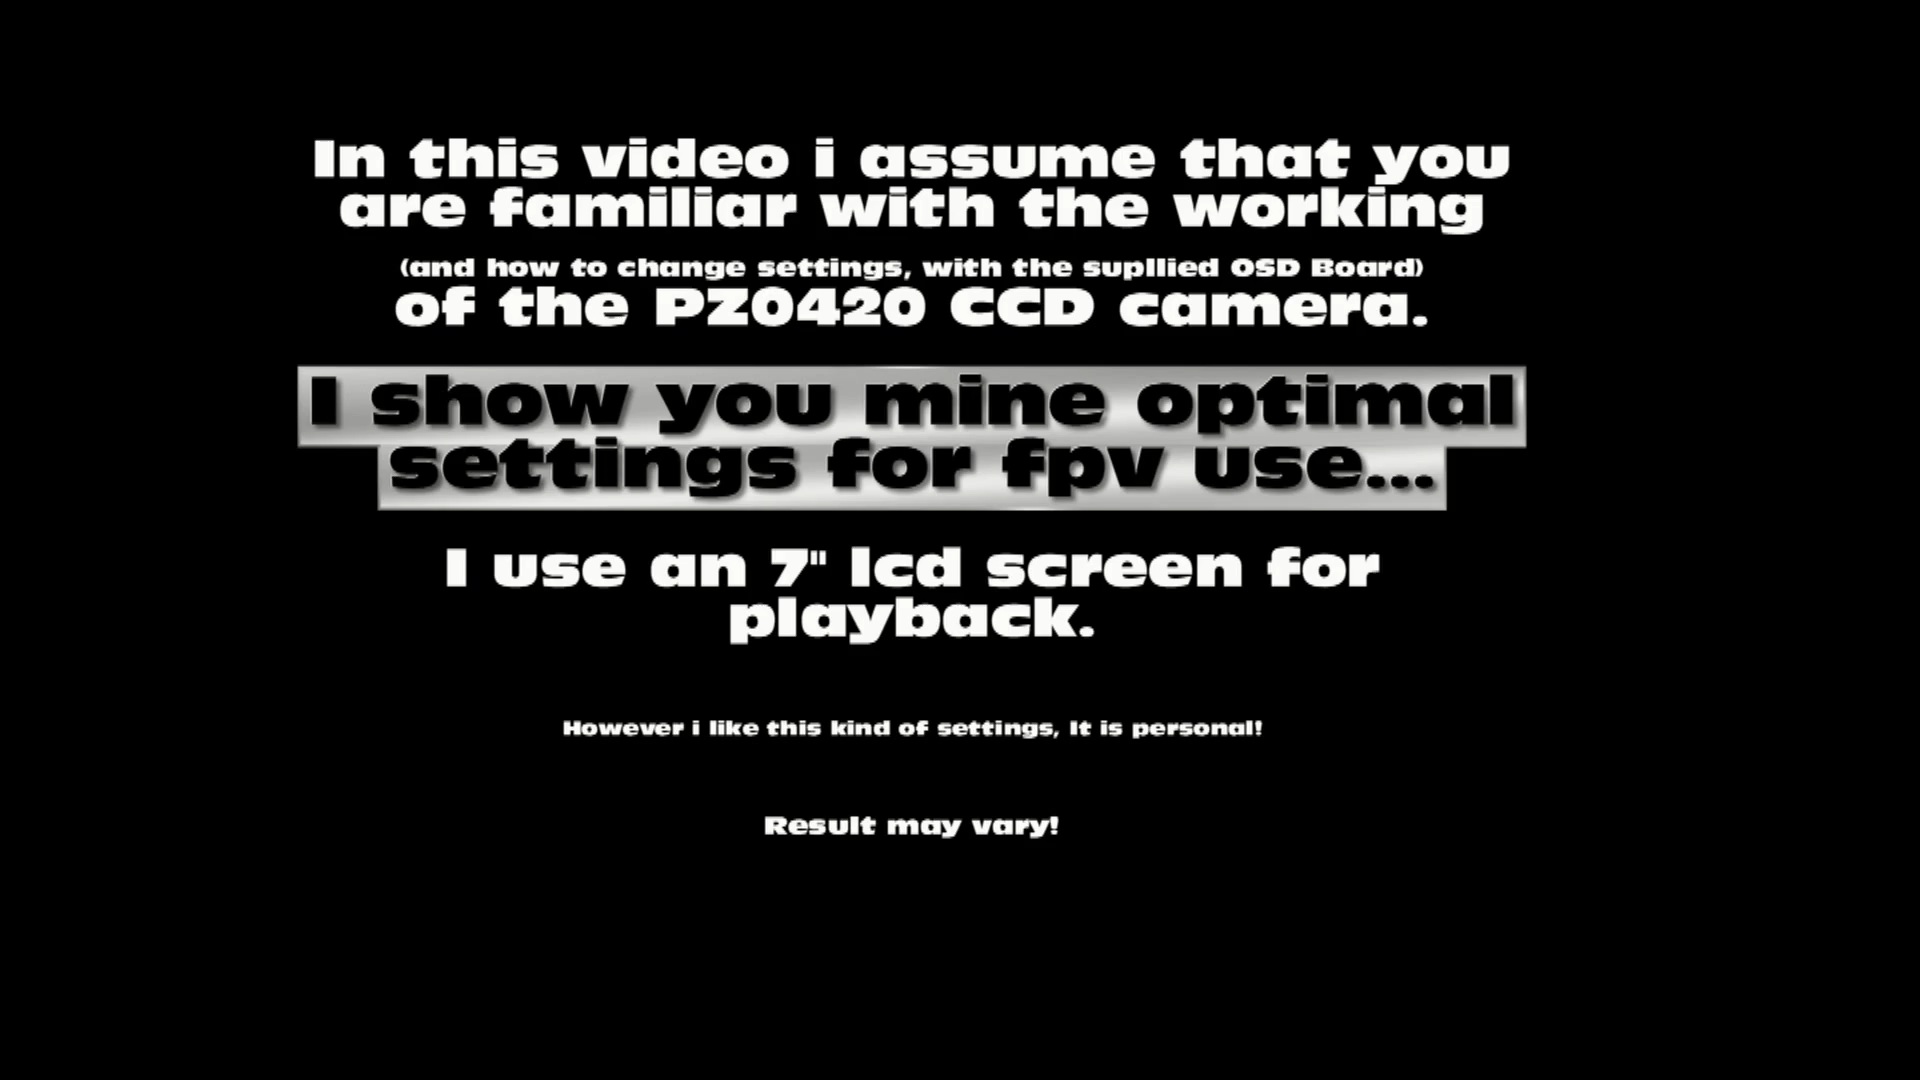 In this video i assume that you
are familiar with the working
(and how to change settings, with the supllied OSD Board)
of the PZ0420 CCD camera.
I show you mine optimal
settings for fpv use...
I use an 7" lcd screen for
playback.
However i like this kind of settings, It is personal!
Result may vary!